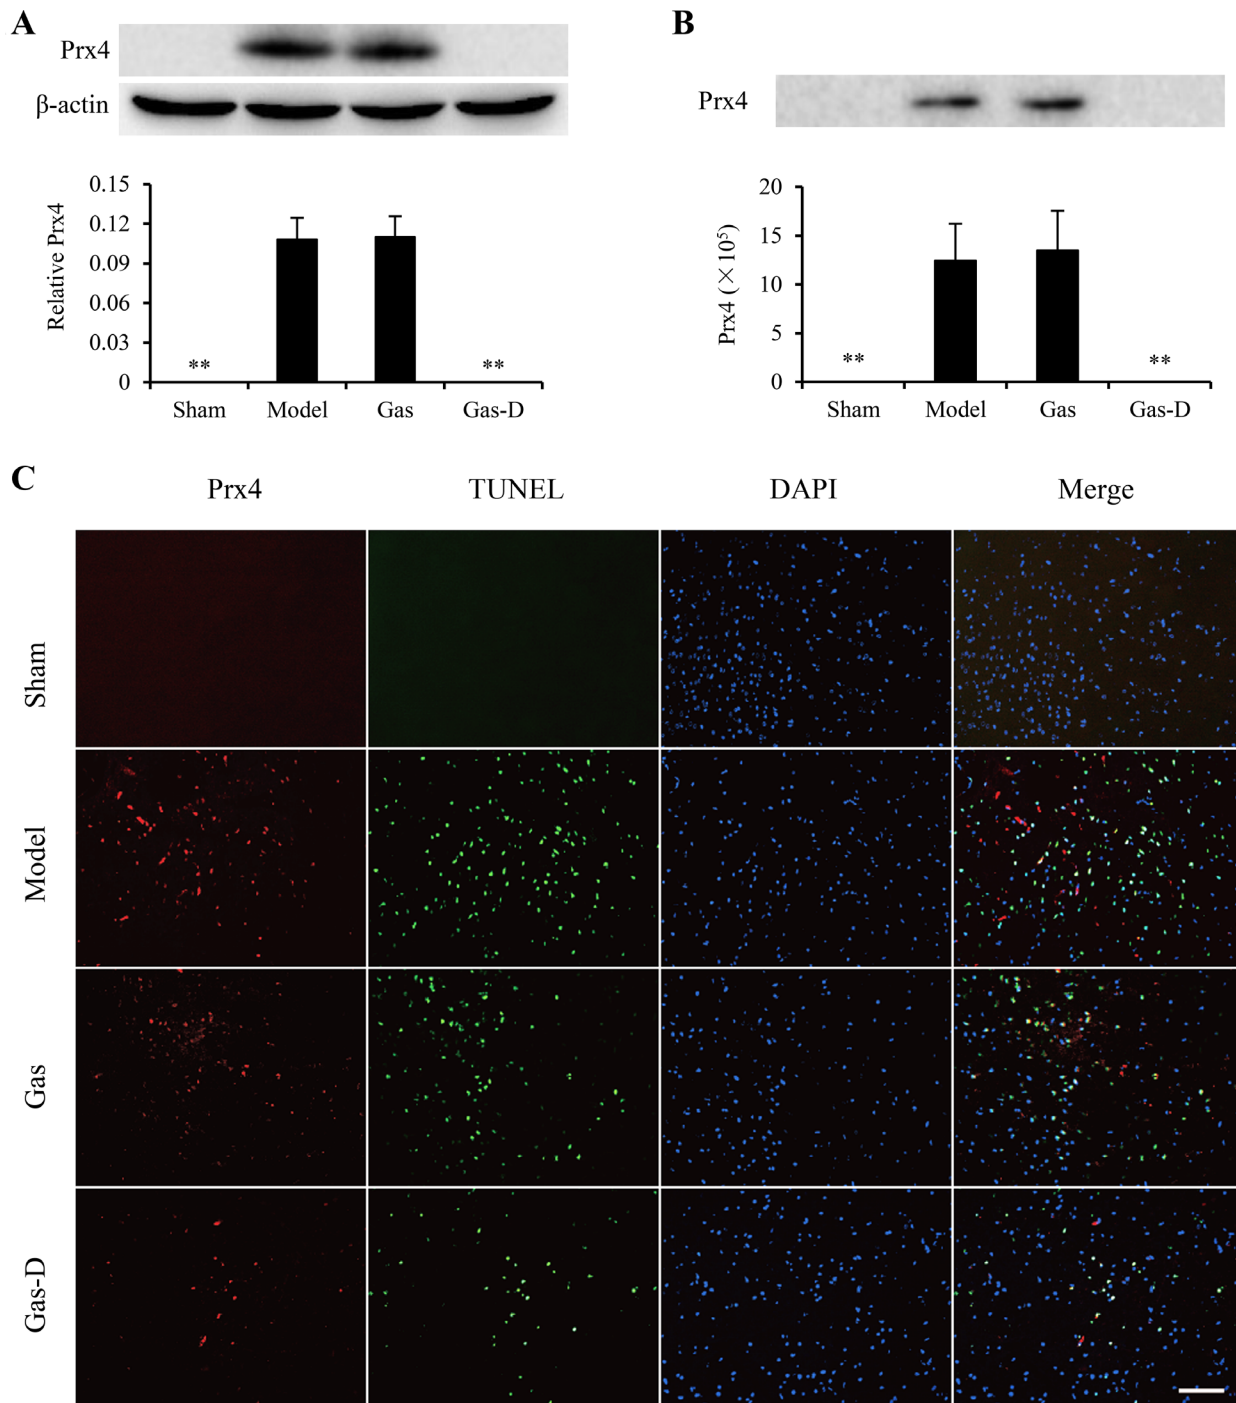 A
Prx4
β-actin
0.15
0.12
0.09
0.06
0.03
0
Relative Prx4
**
**
Sham
Model
Gas
Gas-D
B
Prx4
20
15
10
5
0
Prx4 (×10⁵)
**
**
Sham
Model
Gas
Gas-D
C
Prx4
TUNEL
DAPI
Merge
Sham
Model
Gas
Gas-D